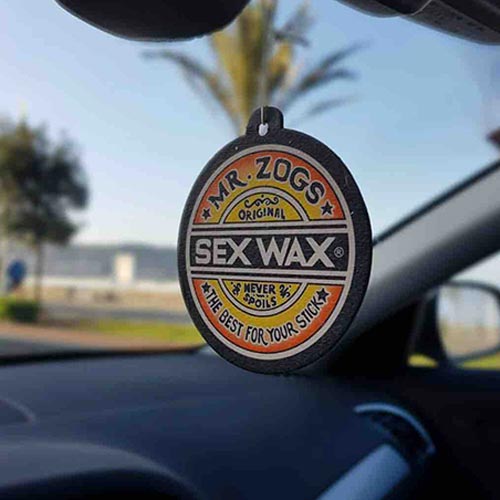 MR. ZOGS
ORIGINAL
SEX WAX®
NEVER
SPOILS
THE BEST FOR YOUR STICK